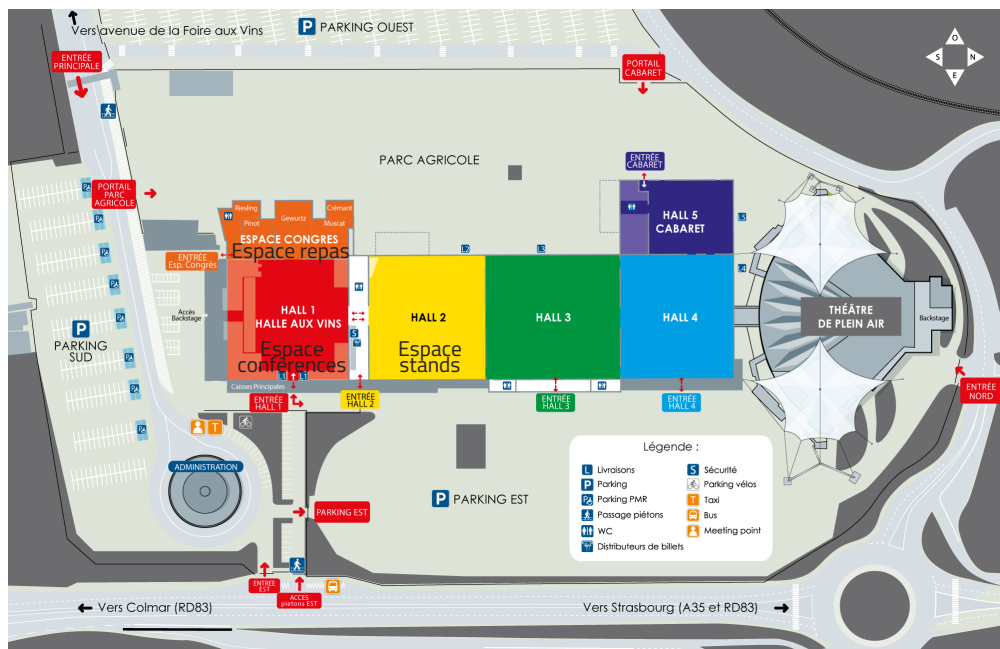 Vers avenue de la Foire aux Vins
P PARKING OUEST
ENTRÉE
PRINCIPALE
PORTAIL
CABARET
O
S
N
E
PARC AGRICOLE
ENTRÉE
CABARET
PORTAIL
PARC
AGRICOLE
Riesling
Crémant
Gewurtz
Pinot
Muscat
ESPACE CONGRES
Espace repas
ENTRÉE
Esp. Congrès
HALL 5
CABARET
L5
L2
L3
L4
Accès
Backstage
HALL 1
HALLE AUX VINS
HALL 2
HALL 3
HALL 4
THÉÂTRE
DE PLEIN AIR
Backstage
P
PARKING
SUD
S
Espace
conférences
Espace
stands
L1
L1
Caisses Principales
ENTRÉE
HALL 1
ENTRÉE
HALL 2
ENTRÉE
HALL 3
ENTRÉE
HALL 4
ENTRÉE
NORD
T
ADMINISTRATION
P PARKING EST
PARKING EST
Légende :
L Livraisons
P Parking
Parking PMR
Passage piétons
WC
Distributeurs de billets
S Sécurité
Parking vélos
T Taxi
Bus
Meeting point
ENTREE
EST
ACCES
pietons EST
Vers Colmar (RD83)
Vers Strasbourg (A35 et RD83)